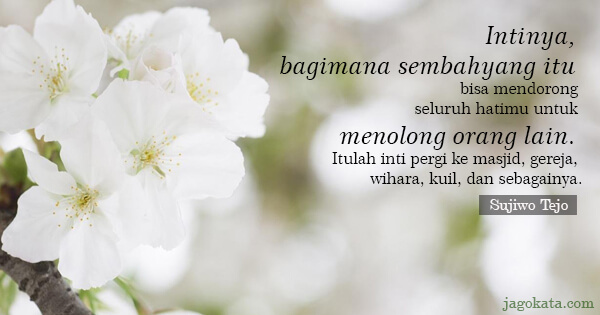 Intinya,
bagimana sembahyang itu
bisa mendorong
seluruh hatimu untuk
menolong orang lain.
Itulah inti pergi ke masjid, gereja,
wihara, kuil, dan sebagainya.
Sujiwo Tejo
jagokata.com